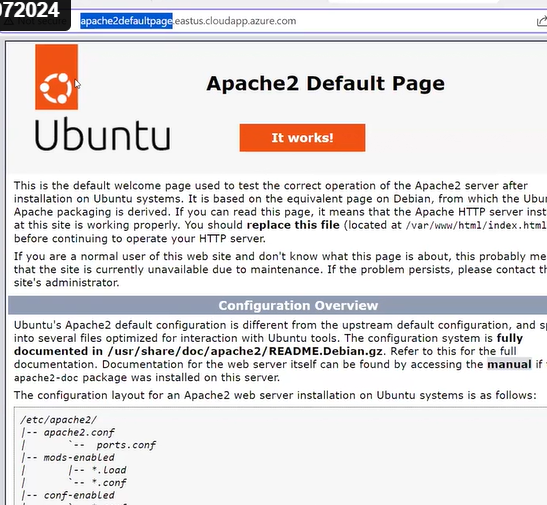 072024
apache2defaultpage.eastus.cloudapp.azure.com
Apache2 Default Page
Ubuntu
It works!
This is the default welcome page used to test the correct operation of the Apache2 server after
installation on Ubuntu systems. It is based on the equivalent page on Debian, from which the Ubun
Apache packaging is derived. If you can read this page, it means that the Apache HTTP server inst
at this site is working properly. You should replace this file (located at /var/www/html/index.html
before continuing to operate your HTTP server.
If you are a normal user of this web site and don't know what this page is about, this probably me
that the site is currently unavailable due to maintenance. If the problem persists, please contact th
site's administrator.
Configuration Overview
Ubuntu's Apache2 default configuration is different from the upstream default configuration, and sp
into several files optimized for interaction with Ubuntu tools. The configuration system is fully
documented in /usr/share/doc/apache2/README.Debian.gz. Refer to this for the full
documentation. Documentation for the web server itself can be found by accessing the manual if
apache2-doc package was installed on this server.
The configuration layout for an Apache2 web server installation on Ubuntu systems is as follows:
/etc/apache2/
|-- apache2.conf
|       `--  ports.conf
|-- mods-enabled
|       |-- *.load
|       `-- *.conf
|-- conf-enabled